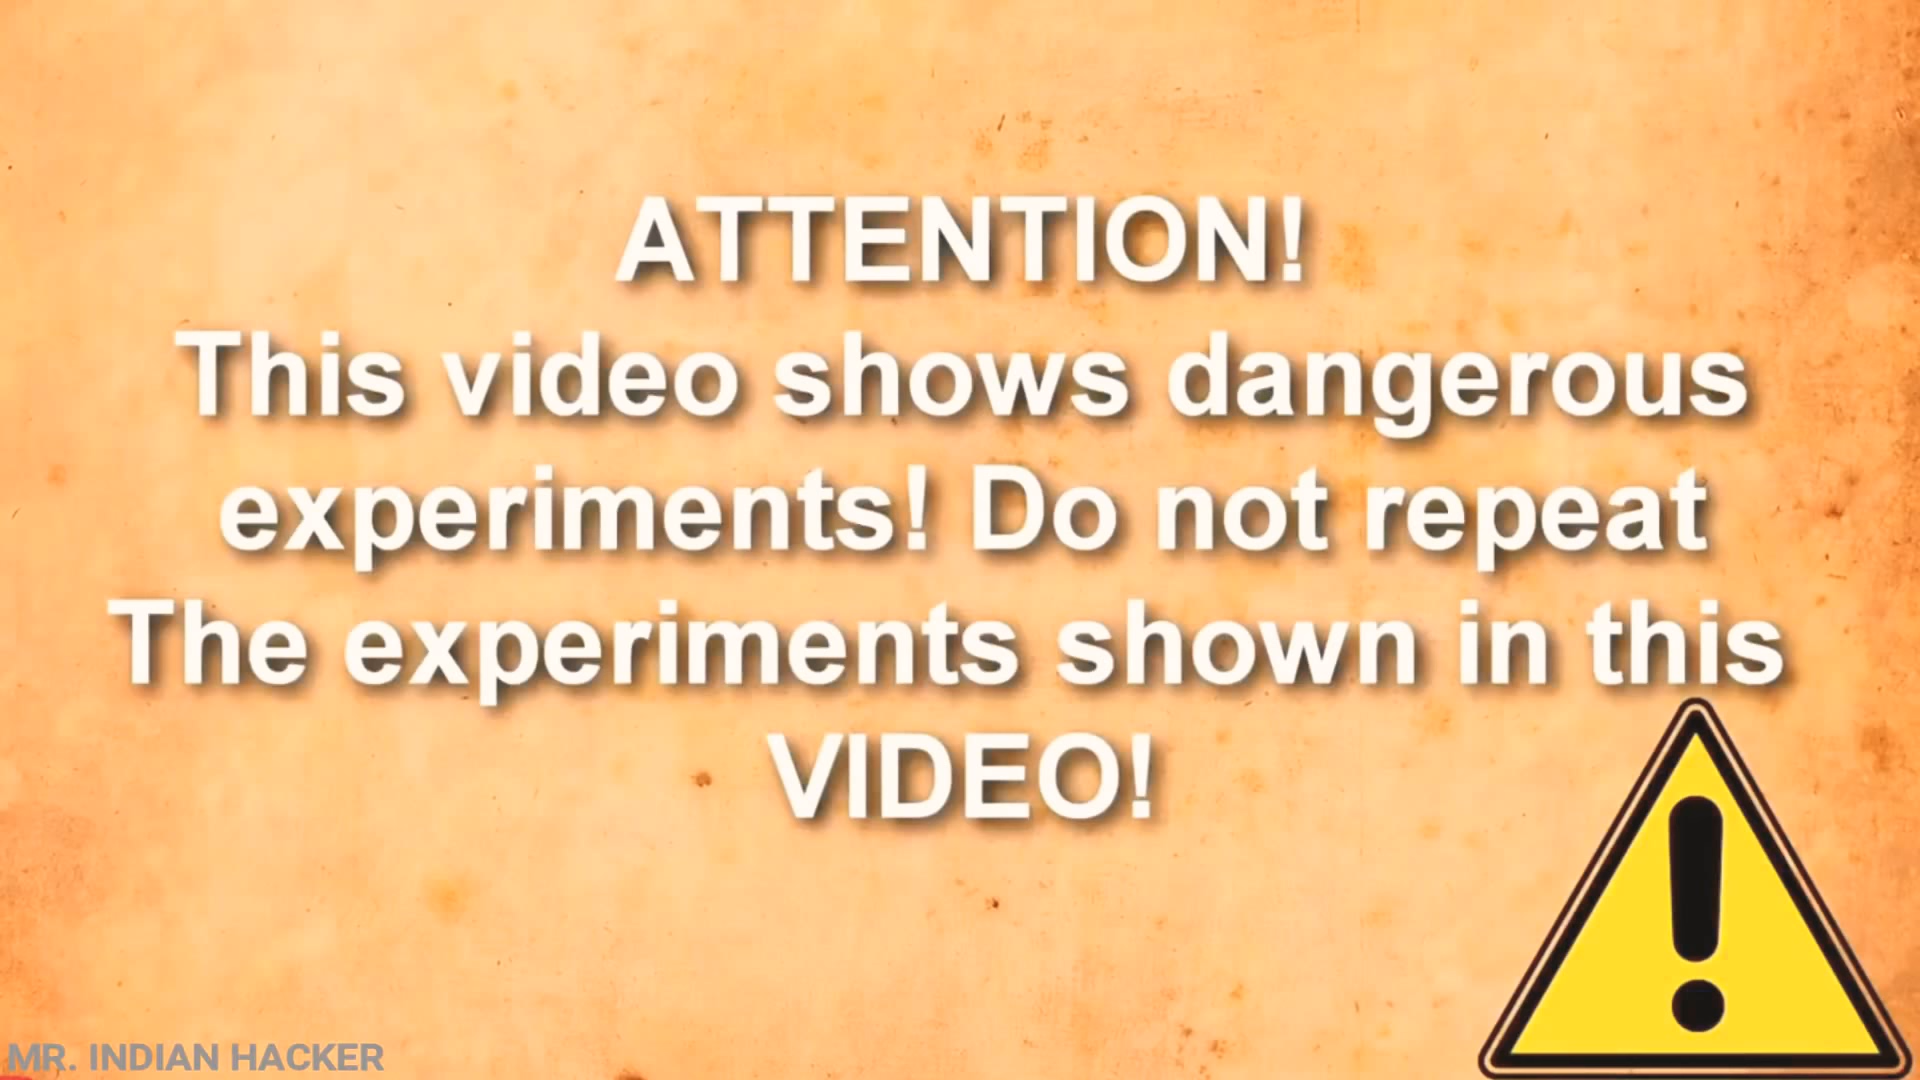 ATTENTION!
This video shows dangerous
experiments! Do not repeat
The experiments shown in this
VIDEO!
MR. INDIAN HACKER